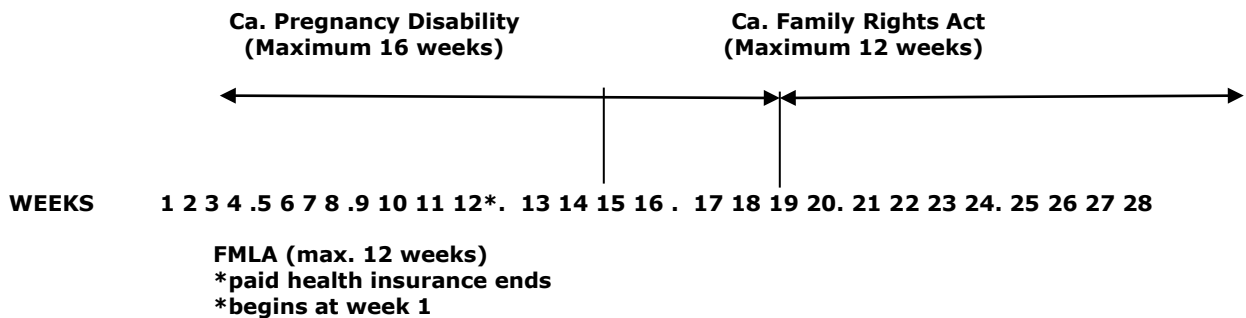 Ca. Pregnancy Disability
(Maximum 16 weeks)
Ca. Family Rights Act
(Maximum 12 weeks)
WEEKS 1 2 3 4 .5 6 7 8 .9 10 11 12*. 13 14 15 16 . 17 18 19 20. 21 22 23 24. 25 26 27 28
FMLA (max. 12 weeks)
*paid health insurance ends
*begins at week 1